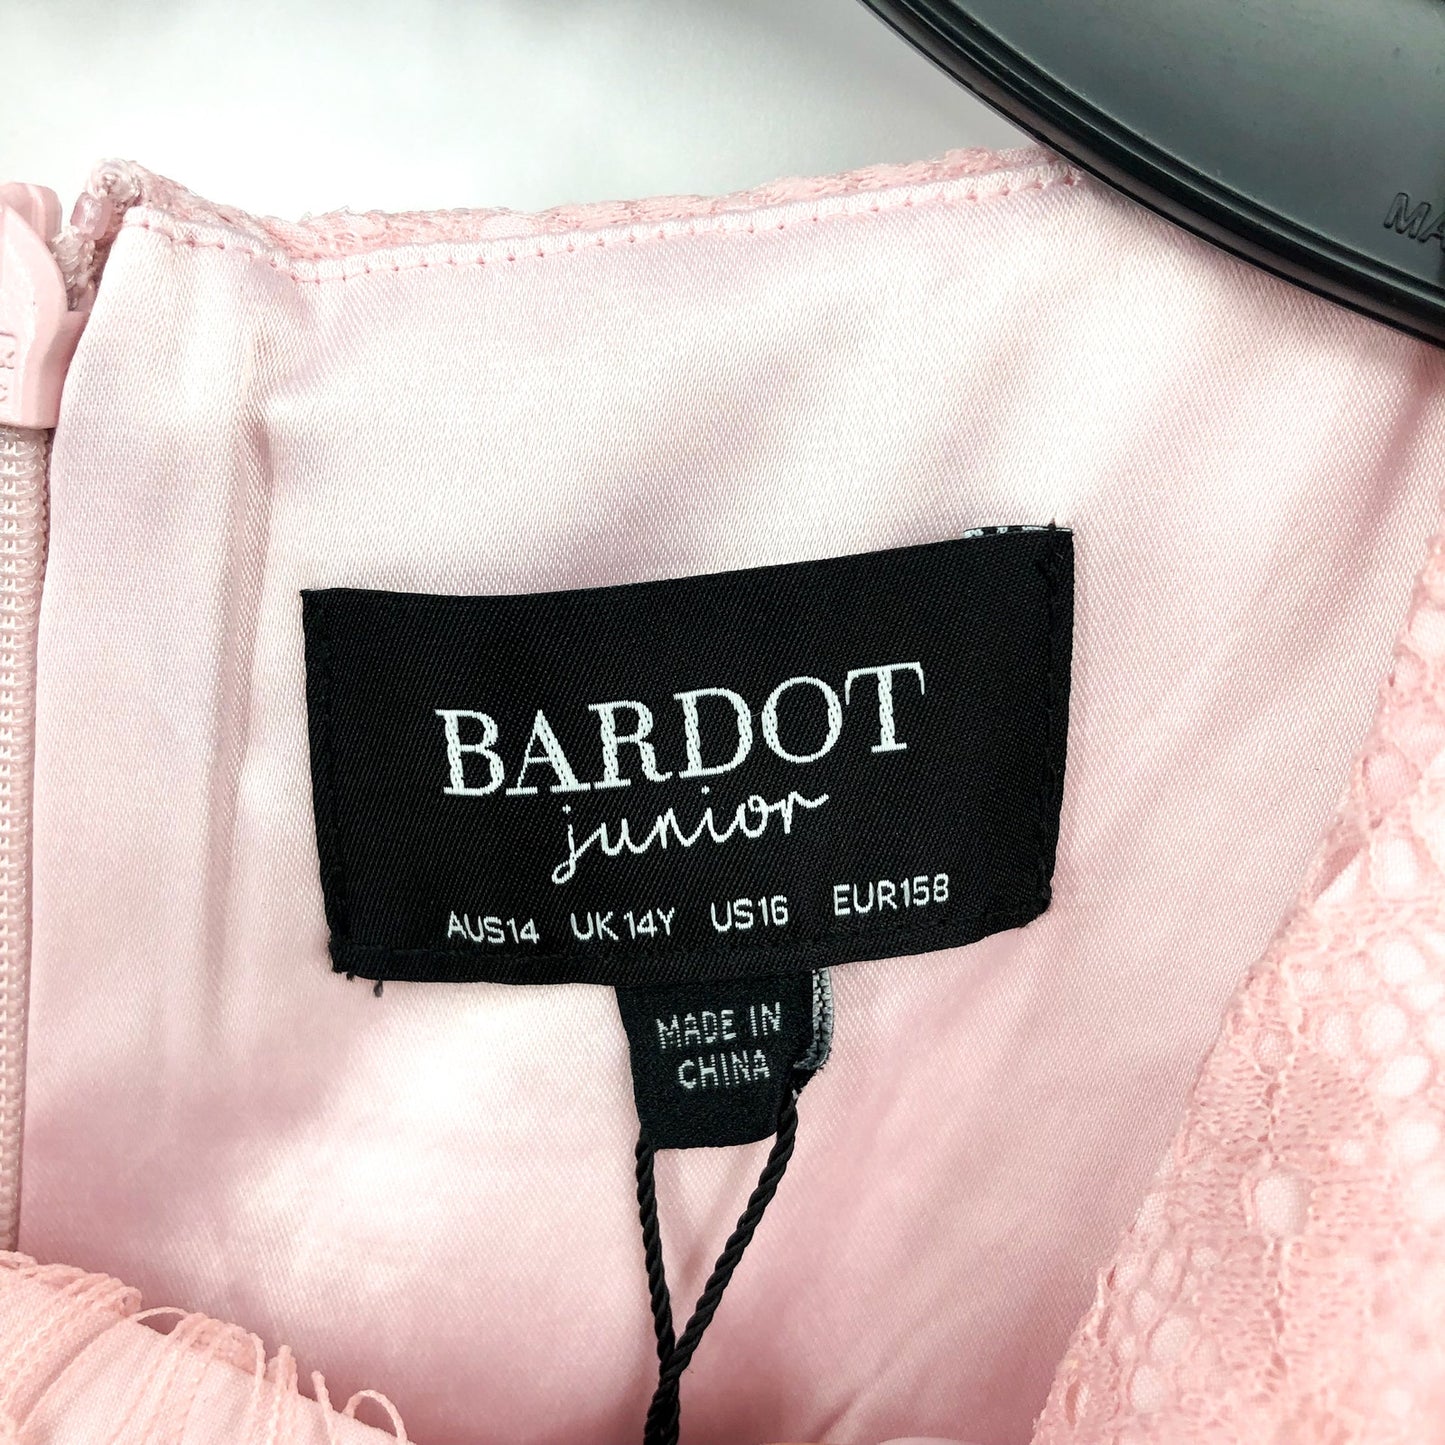 BARDOT
junior
AUS14 UK14Y US16 EUR158
MADE IN
CHINA